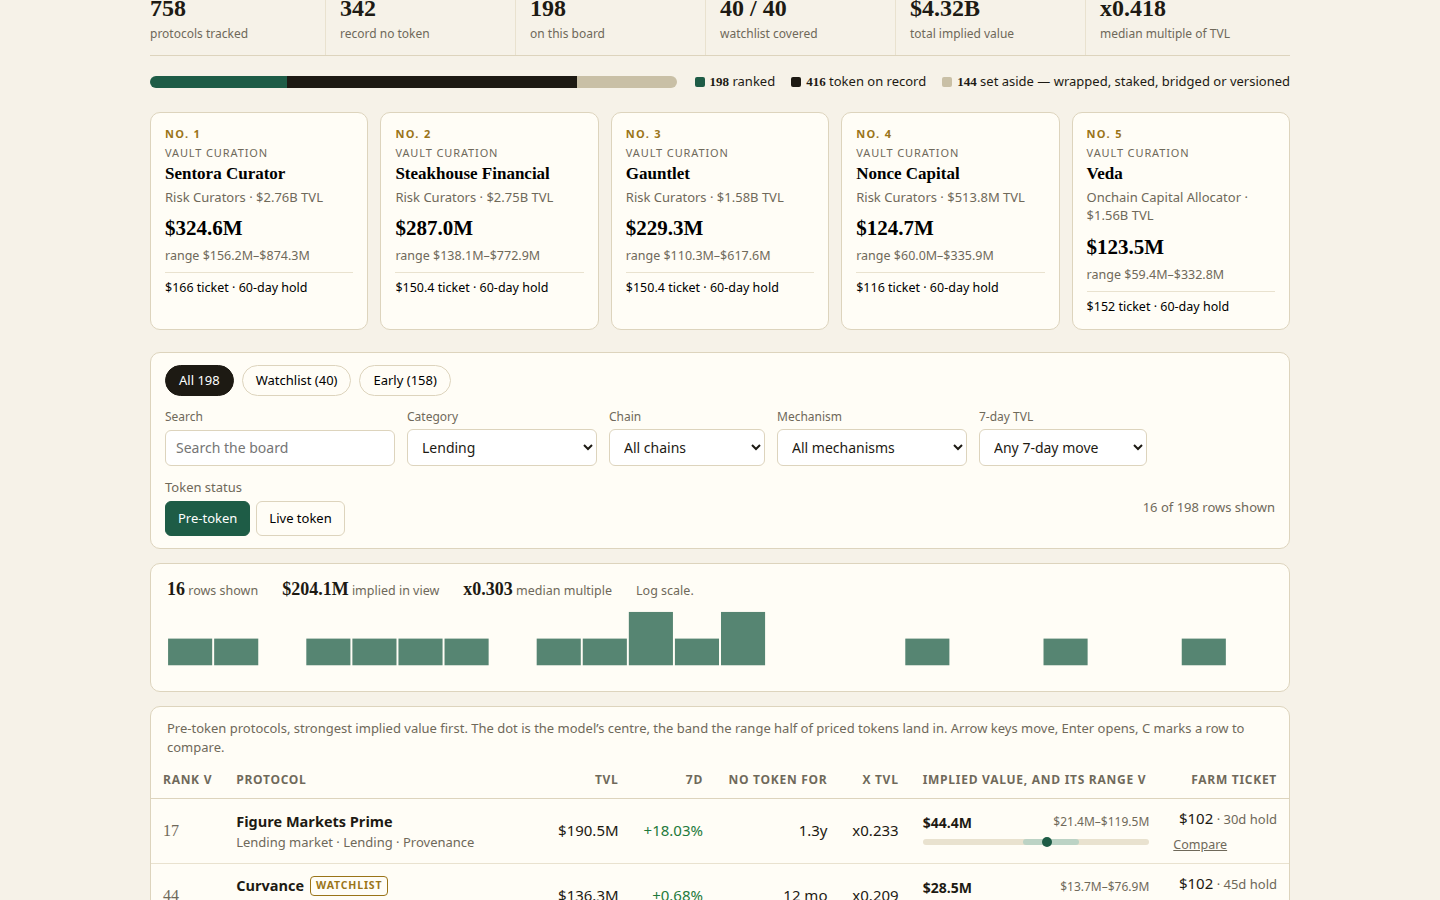 758 342 198 40 / 40 $4.32B x0.418
protocols tracked record no token on this board watchlist covered total implied value median multiple of TVL
198 ranked 416 token on record 144 set aside — wrapped, staked, bridged or versioned
NO. 1
VAULT CURATION
Sentora Curator
Risk Curators · $2.76B TVL
$324.6M
range $156.2M–$874.3M
$166 ticket · 60-day hold
NO. 2
VAULT CURATION
Steakhouse Financial
Risk Curators · $2.75B TVL
$287.0M
range $138.1M–$772.9M
$150.4 ticket · 60-day hold
NO. 3
VAULT CURATION
Gauntlet
Risk Curators · $1.58B TVL
$229.3M
range $110.3M–$617.6M
$150.4 ticket · 60-day hold
NO. 4
VAULT CURATION
Nonce Capital
Risk Curators · $513.8M TVL
$124.7M
range $60.0M–$335.9M
$116 ticket · 60-day hold
NO. 5
VAULT CURATION
Veda
Onchain Capital Allocator ·
$1.56B TVL
$123.5M
range $59.4M–$332.8M
$152 ticket · 60-day hold
All 198 Watchlist (40) Early (158)
Search Category Chain Mechanism 7-day TVL
Search the board Lending All chains All mechanisms Any 7-day move
Token status
Pre-token Live token
16 of 198 rows shown
16 rows shown $204.1M implied in view x0.303 median multiple Log scale.
Pre-token protocols, strongest implied value first. The dot is the model's centre, the band the range half of priced tokens land in. Arrow keys move, Enter opens, C marks a row to
compare.
RANK V PROTOCOL TVL 7D NO TOKEN FOR X TVL IMPLIED VALUE, AND ITS RANGE V FARM TICKET
17 Figure Markets Prime $190.5M +18.03% 1.3y x0.233 $44.4M $21.4M–$119.5M $102 · 30d hold
Lending market · Lending · Provenance Compare
44 Curvance WATCHLIST $136.3M +0.68% 12 mo x0.209 $28.5M $13.7M–$76.9M $102 · 45d hold